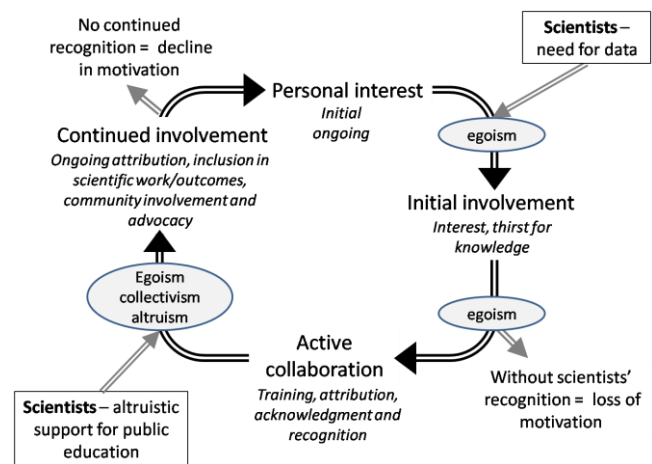 No continued
recognition = decline
in motivation
Scientists –
need for data
Personal interest
Initial
ongoing
egoism
Continued involvement
Ongoing attribution, inclusion in
scientific work/outcomes,
community involvement and
advocacy
Initial involvement
Interest, thirst for
knowledge
Egoism
collectivism
altruism
egoism
Active
collaboration
Training, attribution,
acknowledgment and
recognition
Without scientists’
recognition = loss of
motivation
Scientists – altruistic
support for public
education